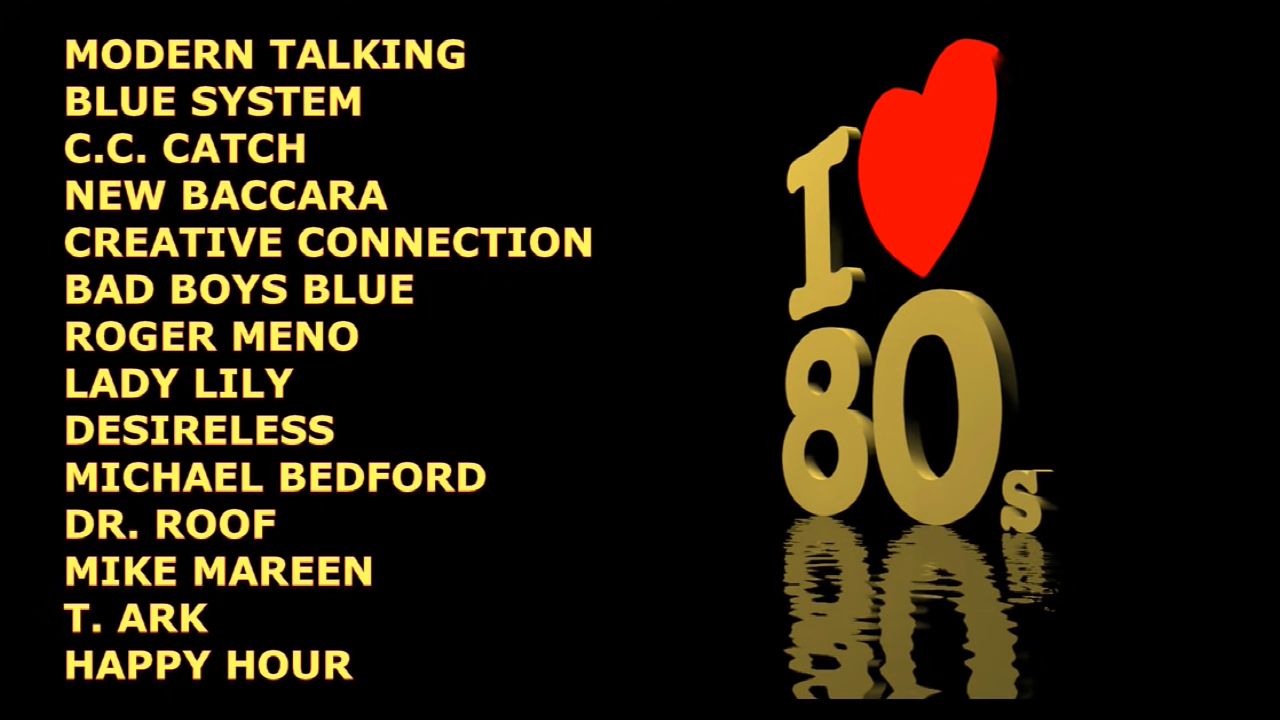 MODERN TALKING
BLUE SYSTEM
C.C. CATCH
NEW BACCARA
CREATIVE CONNECTION
BAD BOYS BLUE
ROGER MENO
LADY LILY
DESIRELESS
MICHAEL BEDFORD
DR. ROOF
MIKE MAREEN
T. ARK
HAPPY HOUR
I
80s